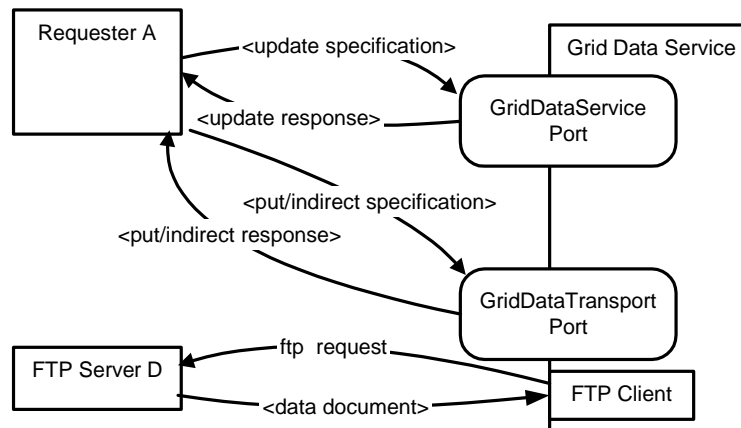 Requester A
<update specification>
Grid Data Service
GridDataService
Port
<update response>
<put/indirect specification>
<put/indirect response>
GridDataTransport
Port
ftp request
FTP Server D
FTP Client
<data document>